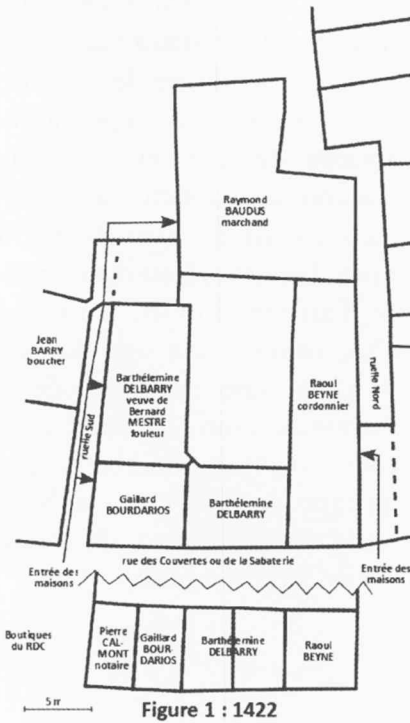 Raymond
BAUDUS
marchand
Jean
BARRY
boucher
ruelle Sud
Barthélemine
DELBARRY
veuve de
Bernard
MESTRE
fouleur
Raoul
BEYNE
cordonnier
ruelle Nord
Gaillard
BOURDARIOS
Barthélemine
DELBARRY
Entrée des
maisons
rue des Couvertes ou de la Sabaterie
Entrée des
maisons
Boutiques
du RDC
Pierre
CAL-
MONT
notaire
Gaillard
BOUR-
DARIOS
Barthélemine
DELBARRY
Raoul
BEYNE
5 m
Figure 1 : 1422